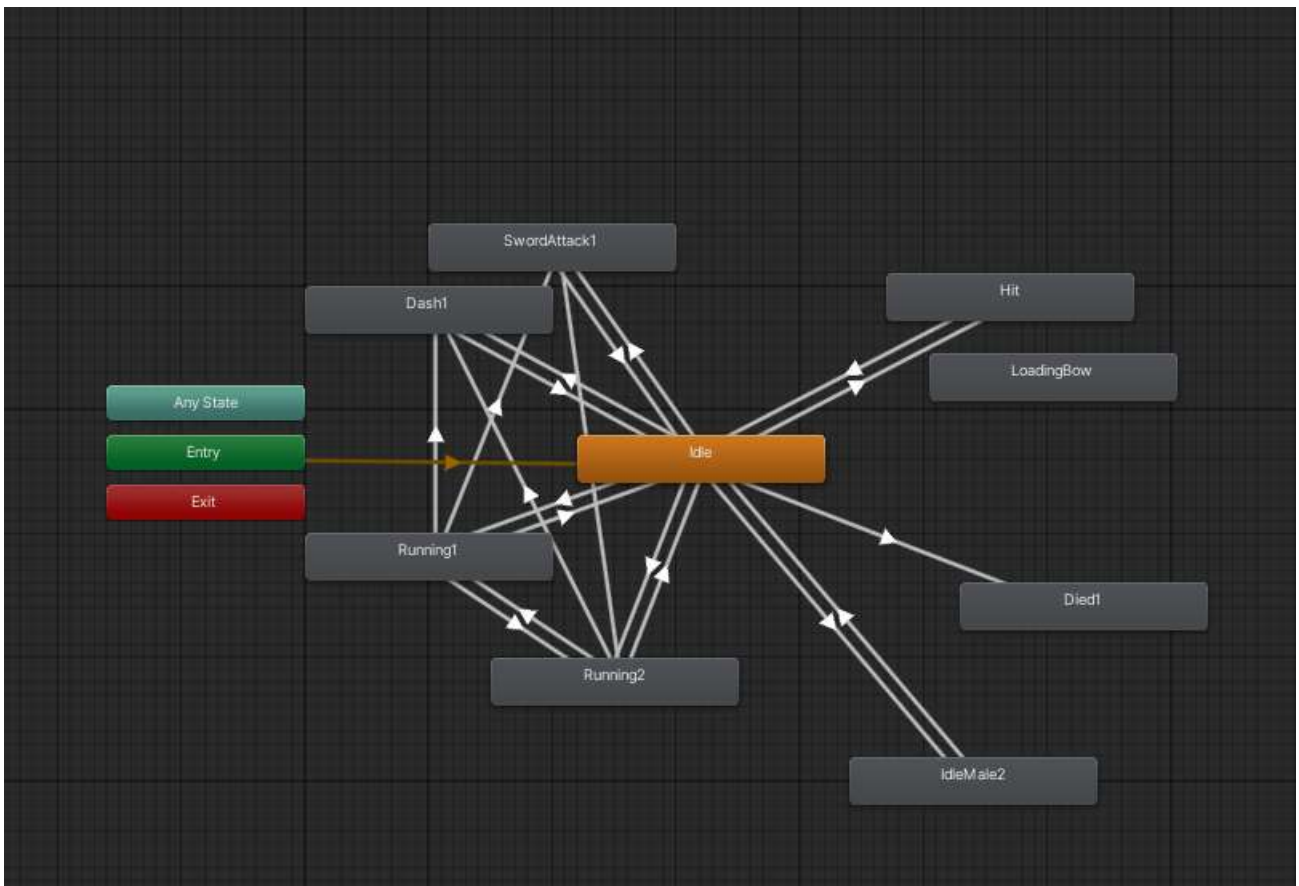 SwordAttack1
Hit
Dash1
LoadingBow
Any State
Entry
Idle
Exit
Running1
Died1
Running2
IdleMale2